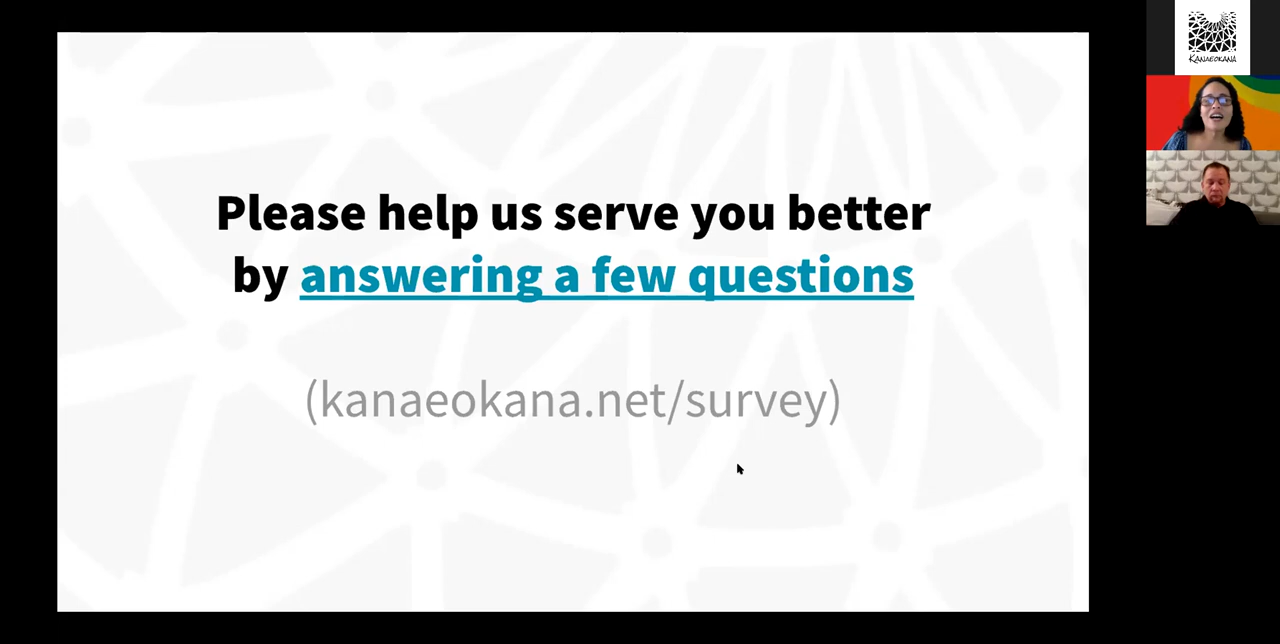 Please help us serve you better
by answering a few questions
(kanaeokana.net/survey)
KANAEOKANA